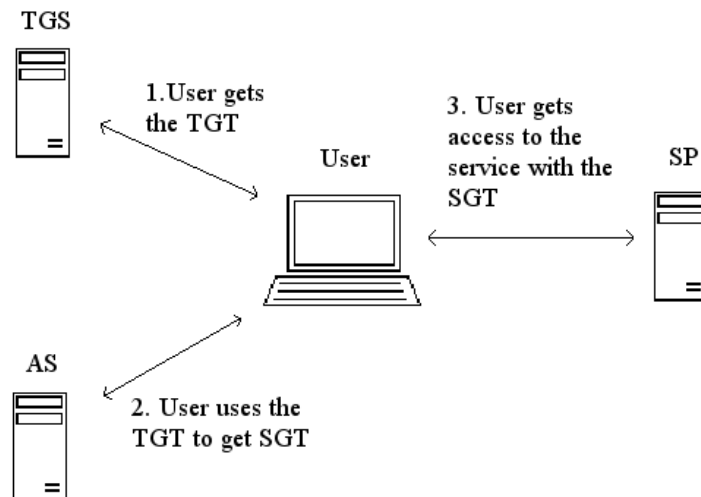 TGS
1.User gets
the TGT
User
3. User gets
access to the
service with the
SGT
SP
AS
2. User uses the
TGT to get SGT